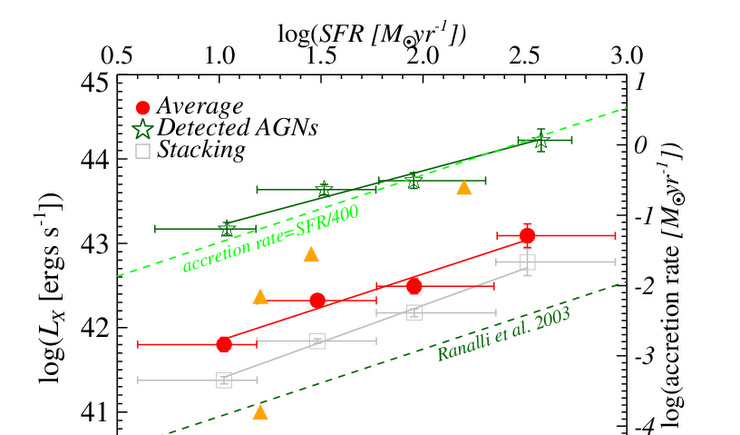 log(SFR [M⊙yr⁻¹])
0.5 1.0 1.5 2.0 2.5 3.0
45 1
Average
Detected AGNs
Stacking
44 0
43 -1
accretion rate=SFR/400
42 -2
Ranalli et al. 2003
-3
41 -4
log(L_X [ergs s⁻¹])
log(accretion rate [M⊙yr⁻¹])